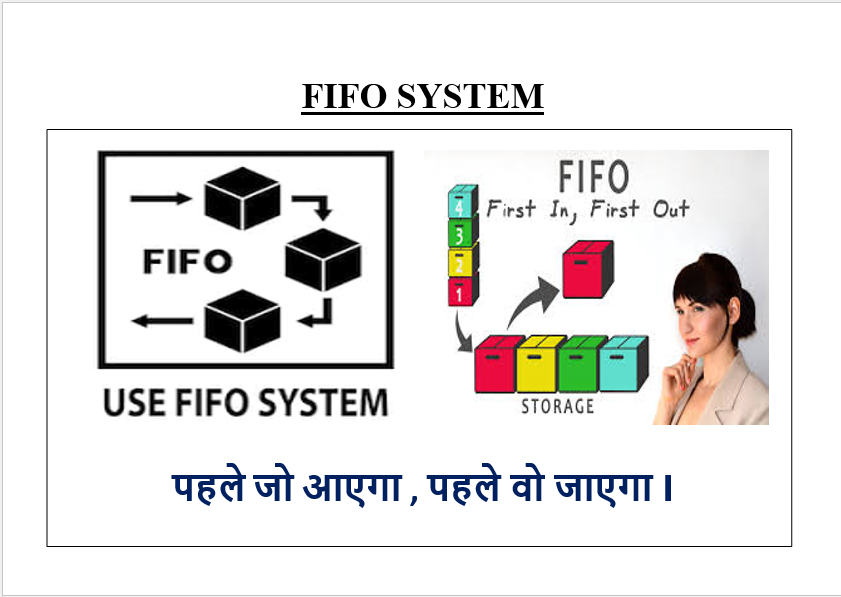 FIFO SYSTEM
FIFO
USE FIFO SYSTEM
FIFO
First In, First Out
4
3
2
1
STORAGE
पहले जो आएगा , पहले वो जाएगा I